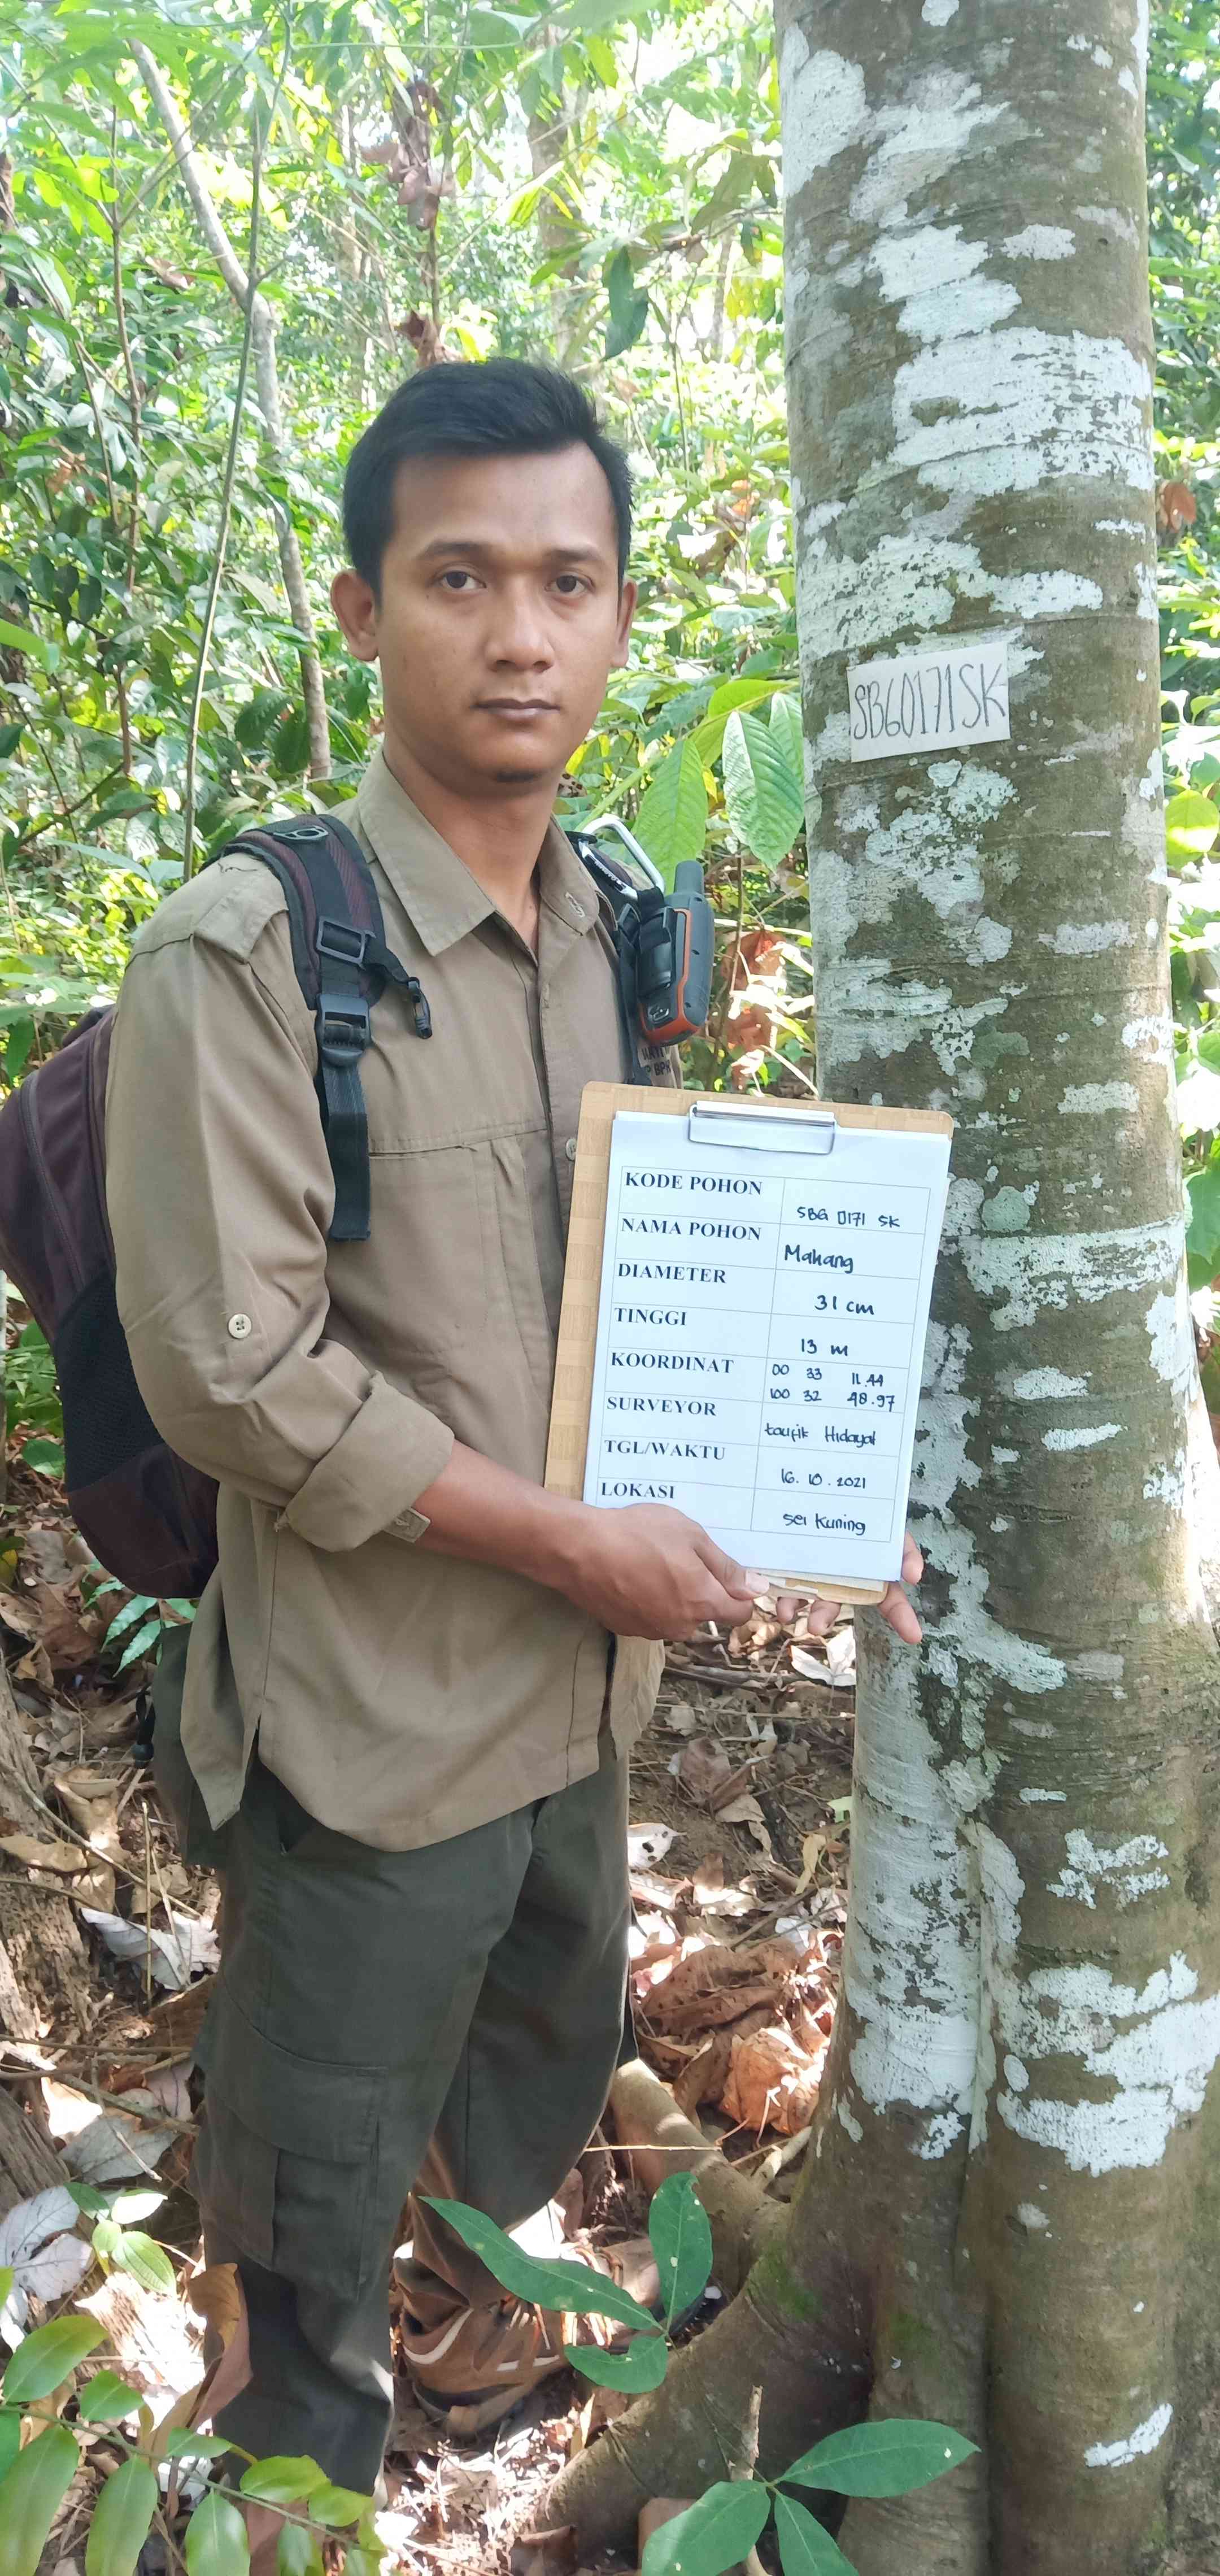 SBG0171SK
KODE POHON SBG 0171 SK
NAMA POHON Mahang
DIAMETER 31 cm
TINGGI 13 m
KOORDINAT 00 33 11.44
100 32 48.97
SURVEYOR taufik Hidayat
TGL/WAKTU 16.10.2021
LOKASI sei Kuning